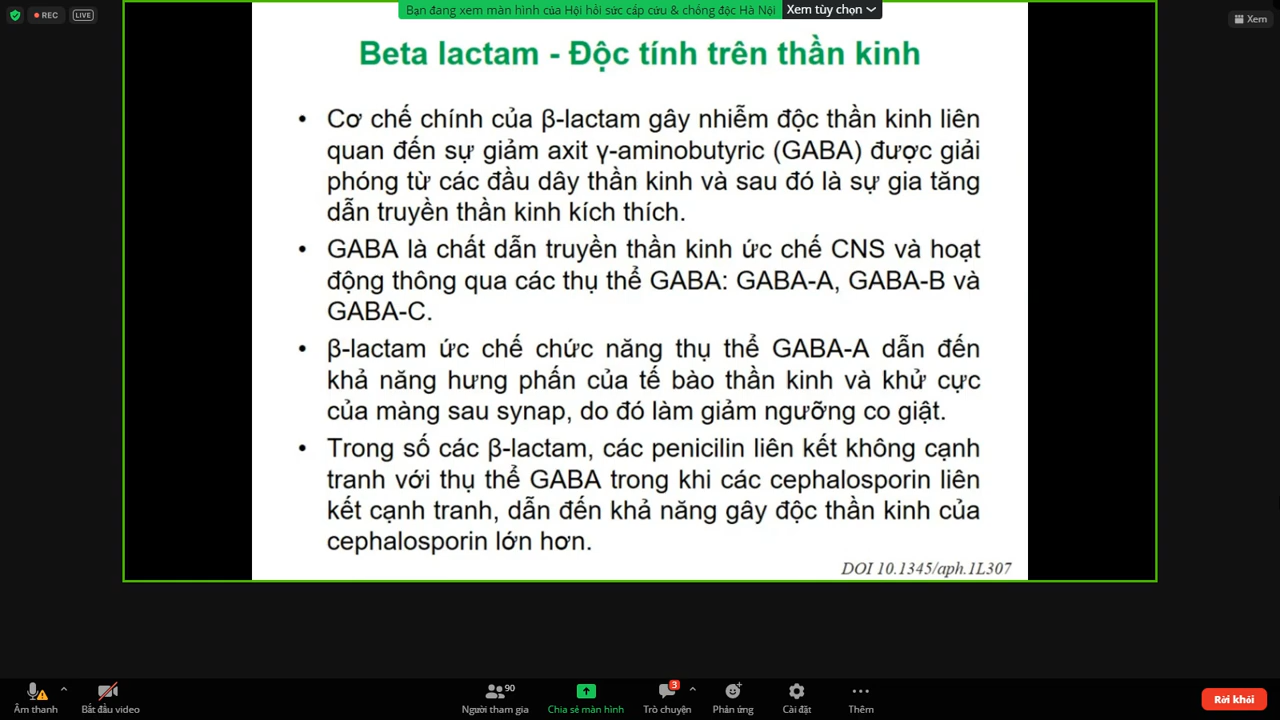 REC LIVE Bạn đang xem màn hình của Hội hồi sức cấp cứu & chống độc Hà Nội Xem tùy chọn Xem
Beta lactam - Độc tính trên thần kinh
• Cơ chế chính của β-lactam gây nhiễm độc thần kinh liên
quan đến sự giảm axit γ-aminobutyric (GABA) được giải
phóng từ các đầu dây thần kinh và sau đó là sự gia tăng
dẫn truyền thần kinh kích thích.
• GABA là chất dẫn truyền thần kinh ức chế CNS và hoạt
động thông qua các thụ thể GABA: GABA-A, GABA-B và
GABA-C.
• β-lactam ức chế chức năng thụ thể GABA-A dẫn đến
khả năng hưng phấn của tế bào thần kinh và khử cực
của màng sau synap, do đó làm giảm ngưỡng co giật.
• Trong số các β-lactam, các penicilin liên kết không cạnh
tranh với thụ thể GABA trong khi các cephalosporin liên
kết cạnh tranh, dẫn đến khả năng gây độc thần kinh của
cephalosporin lớn hơn.
DOI 10.1345/aph.1L307
90 3
Âm thanh Bắt đầu video Người tham gia Chia sẻ màn hình Trò chuyện Phản ứng Cài đặt Thêm Rời khỏi